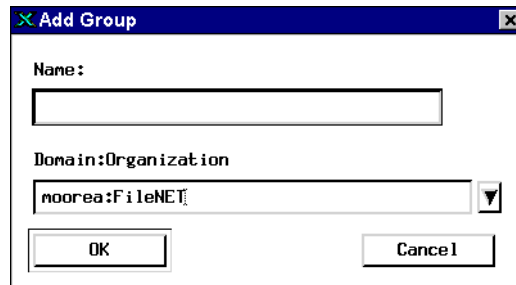 Add Group
Name:
Domain:Organization
moorea:FileNET
OK
Cancel